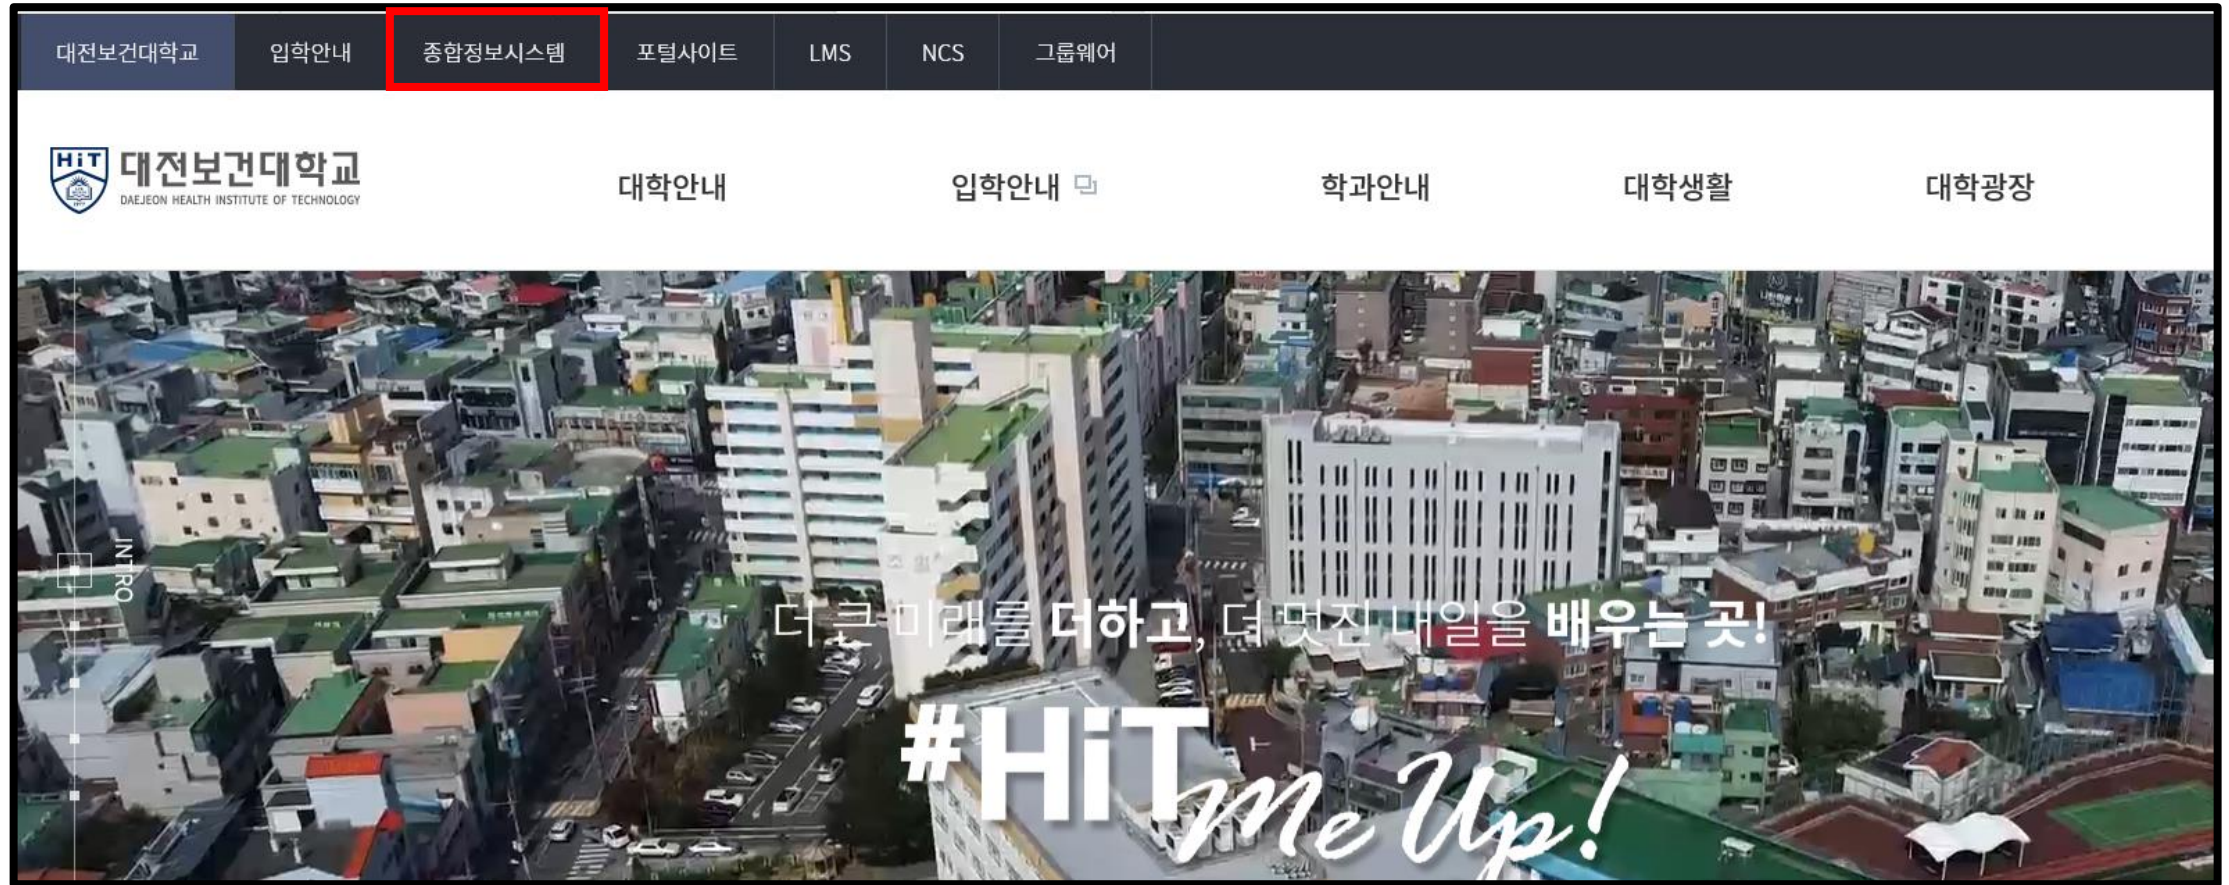 대전보건대학교 입학안내 종합정보시스템 포털사이트 LMS NCS 그룹웨어
HiT 대전보건대학교
DAEJEON HEALTH INSTITUTE OF TECHNOLOGY
대학안내 입학안내 학과안내 대학생활 대학광장
INTRO
더 큰 미래를 더하고, 더 멋진 내일을 배우는 곳!
#HiT
Me Up!